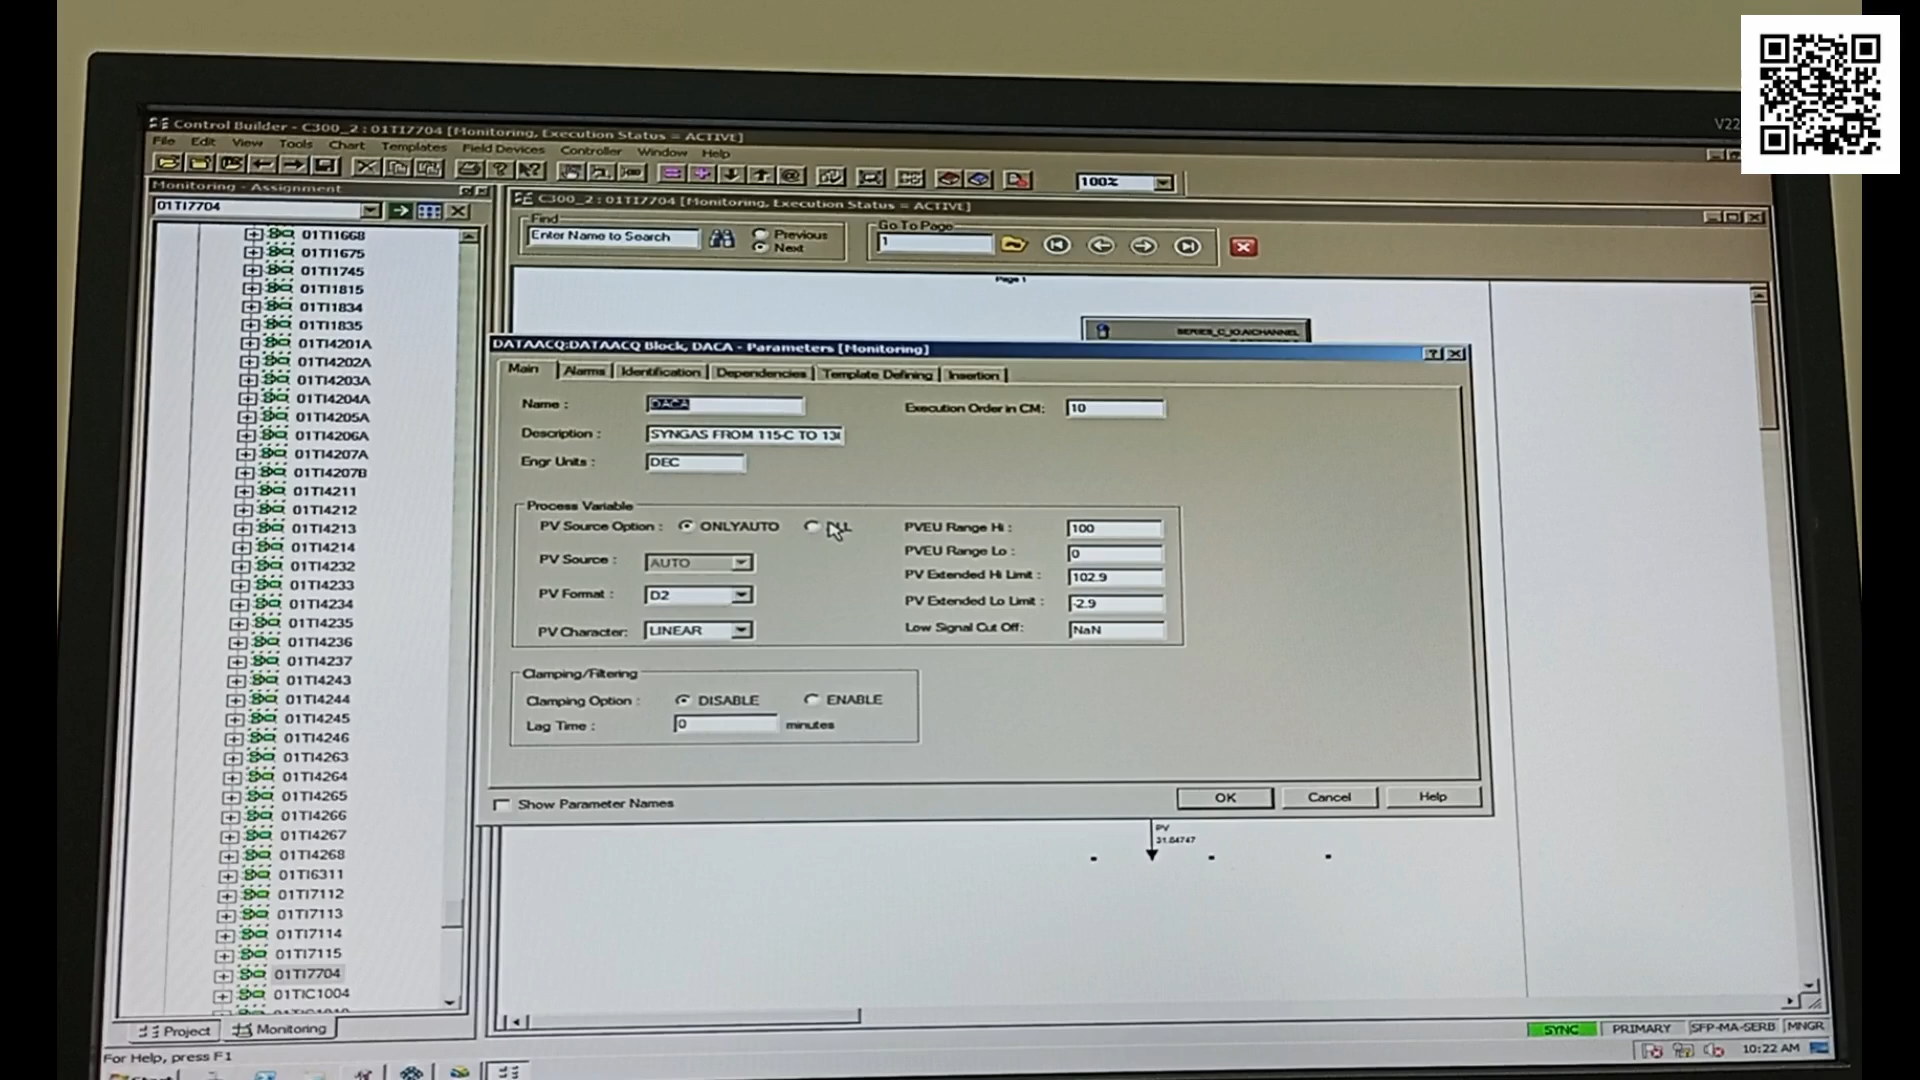 V22
Control Builder - C300_2 : 01TI7704 [Monitoring, Execution Status = ACTIVE]
File Edit View Tools Chart Templates Field Devices Controller Window Help
100%
Monitoring - Assignment
01TI7704
C300_2 : 01TI7704 [Monitoring, Execution Status = ACTIVE]
Find
Enter Name to Search
Previous
Next
Go To Page
1
Page 1
SERIES_C_IO:AICHANNEL
01TI1668
01TI1675
01TI1745
01TI1815
01TI1834
01TI1835
01TI4201A
01TI4202A
01TI4203A
01TI4204A
01TI4205A
01TI4206A
01TI4207A
01TI4207B
01TI4211
01TI4212
01TI4213
01TI4214
01TI4232
01TI4233
01TI4234
01TI4235
01TI4236
01TI4237
01TI4243
01TI4244
01TI4245
01TI4246
01TI4263
01TI4264
01TI4265
01TI4266
01TI4267
01TI4268
01TI6311
01TI7112
01TI7113
01TI7114
01TI7115
01TI7704
01TIC1004
DATAACQ:DATAACQ Block, DACA - Parameters [Monitoring]
Main Alarms Identification Dependencies Template Defining Insertion
Name : DACA
Execution Order in CM: 10
Description : SYNGAS FROM 115-C TO 13
Engr Units : DEC
Process Variable
PV Source Option : ONLYAUTO ALL
PVEU Range Hi : 100
PVEU Range Lo : 0
PV Source : AUTO
PV Extended Hi Limit : 102.9
PV Format : D2
PV Extended Lo Limit : -2.9
PV Character: LINEAR
Low Signal Cut Off: NaN
Clamping/Filtering
Clamping Option : DISABLE ENABLE
Lag Time : 0 minutes
Show Parameter Names
OK Cancel Help
PV
31.84747
Project Monitoring
For Help, press F1
SYNC PRIMARY SFP-MA-SERB MNGR
10:22 AM
Start